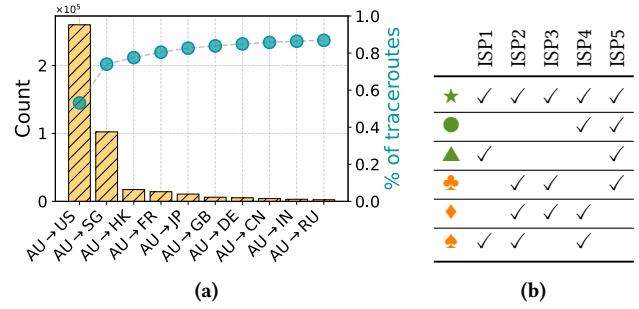 ×10⁵
1.0
0.8
0.6
0.4
0.2
0.0
2
1
0
Count
% of traceroutes
AU→US
AU→SG
AU→HK
AU→FR
AU→JP
AU→GB
AU→DE
AU→CN
AU→IN
AU→RU
(a)
ISP1 ISP2 ISP3 ISP4 ISP5
★ ✓ ✓ ✓ ✓ ✓
● ✓ ✓
▲ ✓ ✓
♣ ✓ ✓ ✓
♦ ✓ ✓ ✓
♠ ✓ ✓ ✓
(b)